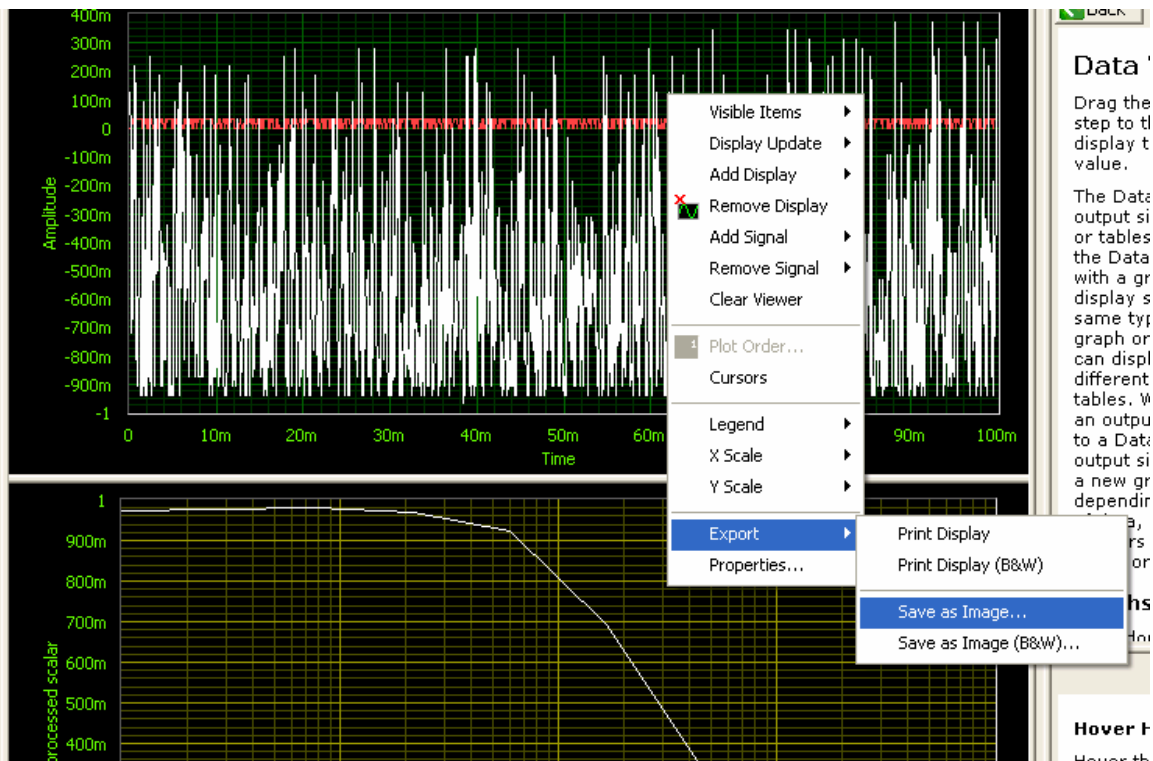 400m
300m
200m
100m
0
-100m
-200m
-300m
-400m
-500m
-600m
-700m
-800m
-900m
-1
Amplitude
0 10m 20m 30m 40m 50m 60m 90m 100m
Time
Visible Items
Display Update
Add Display
Remove Display
Add Signal
Remove Signal
Clear Viewer
1 Plot Order...
Cursors
Legend
X Scale
Y Scale
Export
Properties...
Print Display
Print Display (B&W)
Save as Image...
Save as Image (B&W)...
1
900m
800m
700m
600m
500m
400m
processed scalar
Back
Data
Drag the
step to th
display t
value.
The Data
output si
or tables
the Data
with a gr
display s
same typ
graph or
can displ
different
tables. W
an outpu
to a Data
output si
a new gr
dependin
Hover H
Hover th